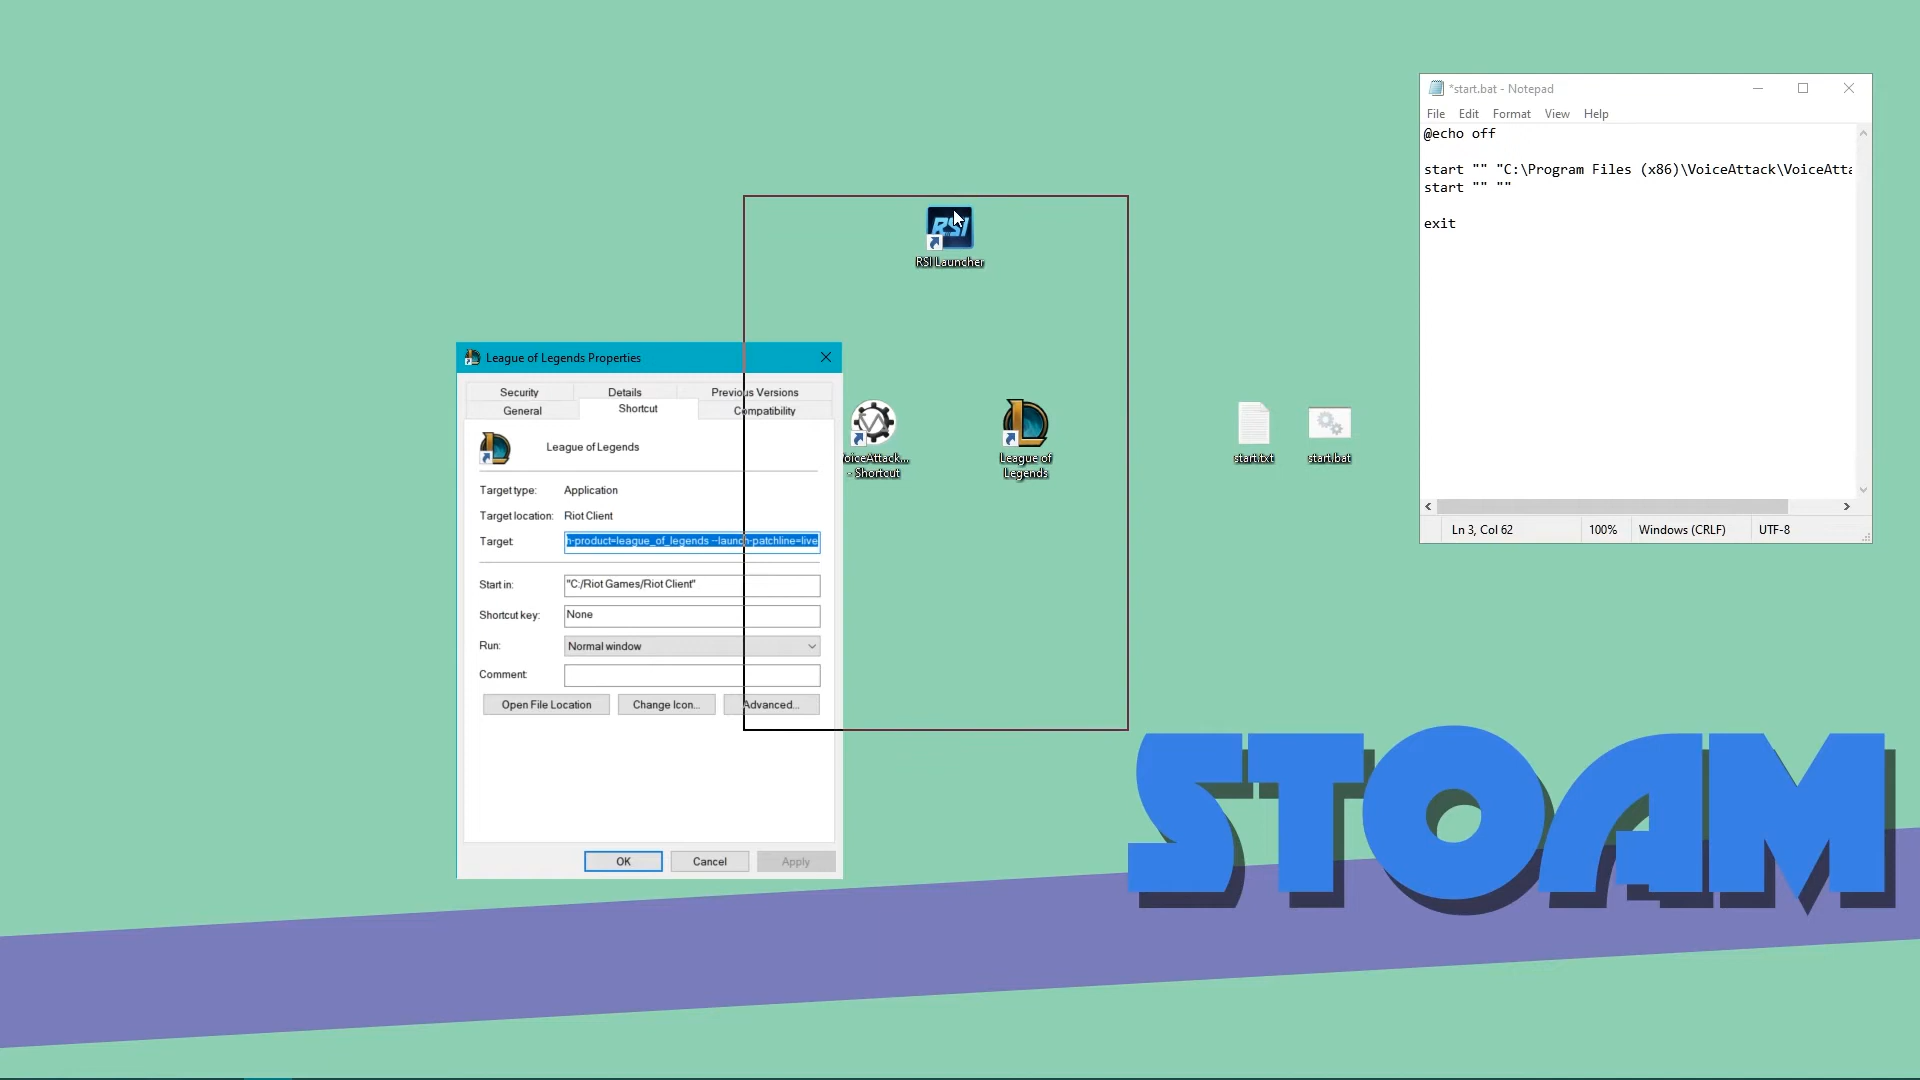 *start.bat - Notepad
File Edit Format View Help
@echo off
start "" "C:\Program Files (x86)\VoiceAttack\VoiceAtta
start "" ""
exit
Ln 3, Col 62 100% Windows (CRLF) UTF-8
RSI
RSI Launcher
League of Legends Properties
Security Details Previous Versions
General Shortcut Compatibility
League of Legends
Target type: Application
Target location: Riot Client
Target: h-product=league_of_legends --launch-patchline=live
Start in: "C:/Riot Games/Riot Client"
Shortcut key: None
Run: Normal window
Comment:
Open File Location Change Icon... Advanced...
OK Cancel Apply
VoiceAttack...
- Shortcut
League of
Legends
start.txt
start.bat
STOAM